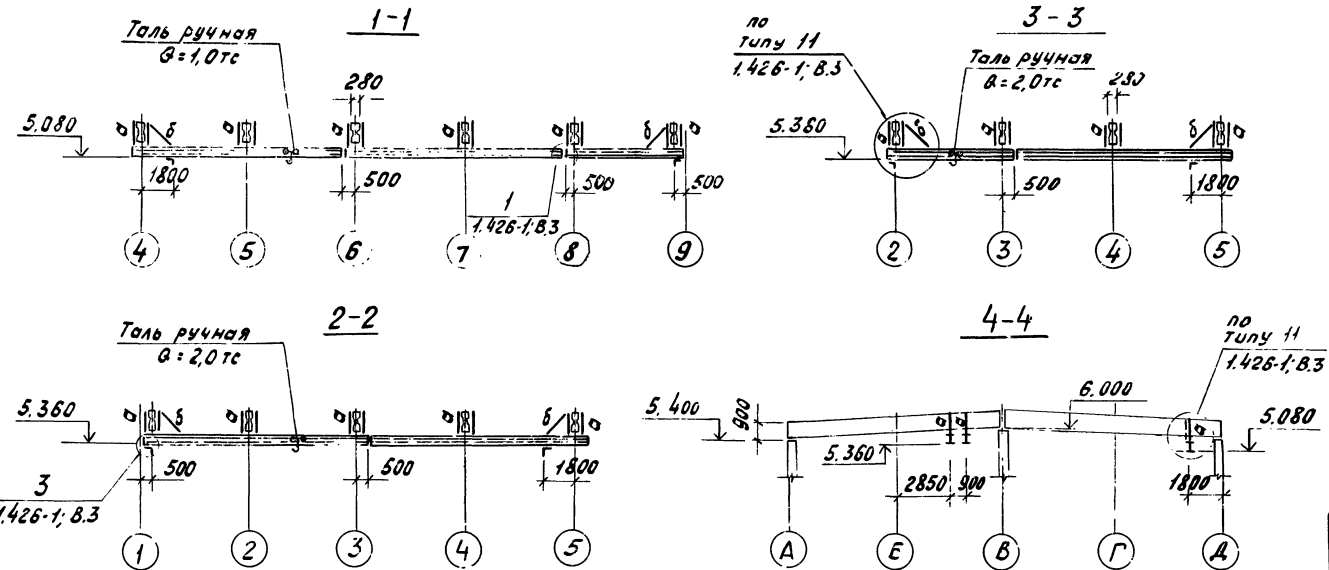 1-1
Таль ручная
Q=1,0тс
280
5.080
а
б
а
а
а
а
б
а
1800
500
500
500
1
1.426-1; В.3
4
5
6
7
8
9
3-3
по
Типу 11
1.426-1; В.3
Таль ручная
Q=2,0тс
280
5.360
а
б
а
а
б
а
500
1800
2
3
4
5
2-2
Таль ручная
Q=2,0тс
5.360
а
б
а
а
а
б
а
500
500
1800
3
1.426-1; В.3
1
2
3
4
5
4-4
по
Типу 11
1.426-1; В.3
5.400
900
а
а
6.000
а
5.080
5.360
2850
900
1800
А
Е
В
Г
Д